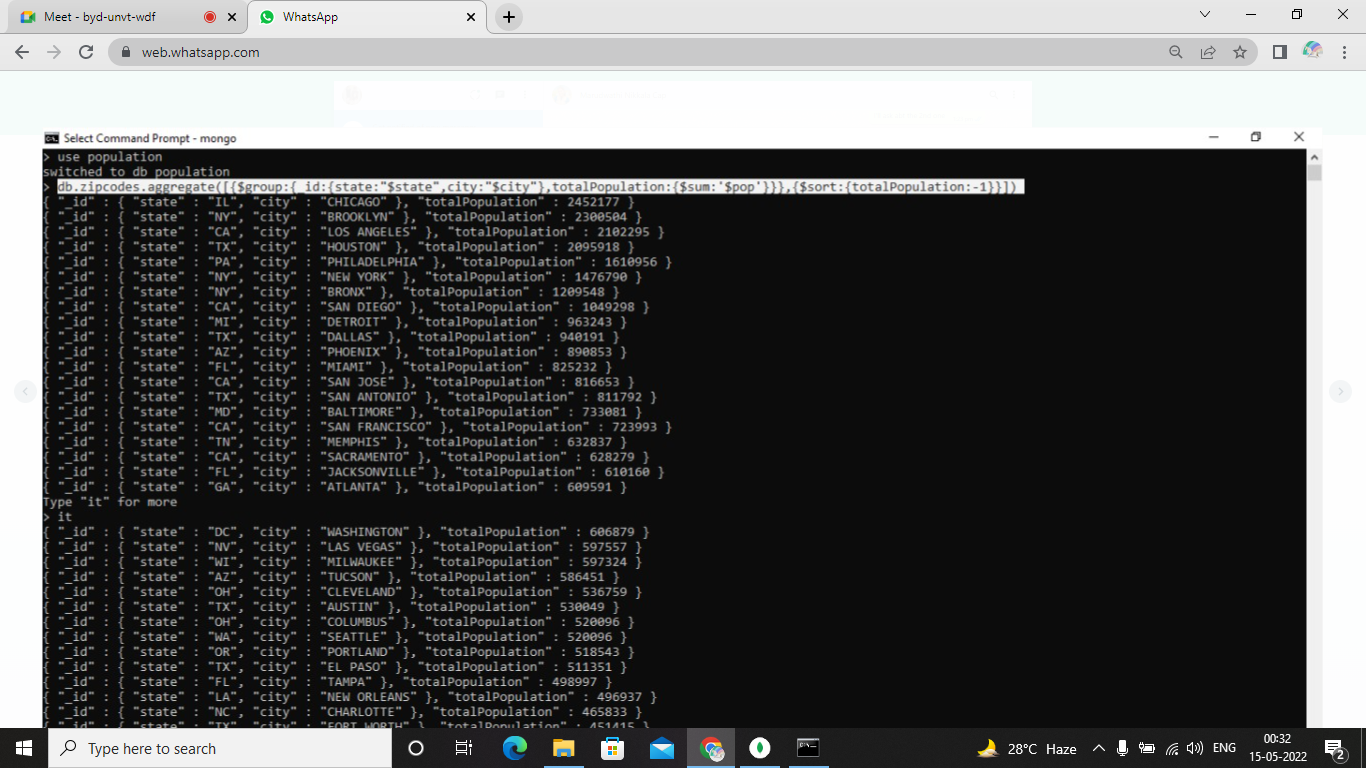 Meet - byd-unvt-wdf
WhatsApp
web.whatsapp.com
Select Command Prompt - mongo
> use population
switched to db population
> db.zipcodes.aggregate([{$group:{_id:{state:"$state",city:"$city"},totalPopulation:{$sum:'$pop'}}},{$sort:{totalPopulation:-1}}])
{ "_id" : { "state" : "IL", "city" : "CHICAGO" }, "totalPopulation" : 2452177 }
{ "_id" : { "state" : "NY", "city" : "BROOKLYN" }, "totalPopulation" : 2300504 }
{ "_id" : { "state" : "CA", "city" : "LOS ANGELES" }, "totalPopulation" : 2102295 }
{ "_id" : { "state" : "TX", "city" : "HOUSTON" }, "totalPopulation" : 2095918 }
{ "_id" : { "state" : "PA", "city" : "PHILADELPHIA" }, "totalPopulation" : 1610956 }
{ "_id" : { "state" : "NY", "city" : "NEW YORK" }, "totalPopulation" : 1476790 }
{ "_id" : { "state" : "NY", "city" : "BRONX" }, "totalPopulation" : 1209548 }
{ "_id" : { "state" : "CA", "city" : "SAN DIEGO" }, "totalPopulation" : 1049298 }
{ "_id" : { "state" : "MI", "city" : "DETROIT" }, "totalPopulation" : 963243 }
{ "_id" : { "state" : "TX", "city" : "DALLAS" }, "totalPopulation" : 940191 }
{ "_id" : { "state" : "AZ", "city" : "PHOENIX" }, "totalPopulation" : 890853 }
{ "_id" : { "state" : "FL", "city" : "MIAMI" }, "totalPopulation" : 825232 }
{ "_id" : { "state" : "CA", "city" : "SAN JOSE" }, "totalPopulation" : 816653 }
{ "_id" : { "state" : "TX", "city" : "SAN ANTONIO" }, "totalPopulation" : 811792 }
{ "_id" : { "state" : "MD", "city" : "BALTIMORE" }, "totalPopulation" : 733081 }
{ "_id" : { "state" : "CA", "city" : "SAN FRANCISCO" }, "totalPopulation" : 723993 }
{ "_id" : { "state" : "TN", "city" : "MEMPHIS" }, "totalPopulation" : 632837 }
{ "_id" : { "state" : "CA", "city" : "SACRAMENTO" }, "totalPopulation" : 628279 }
{ "_id" : { "state" : "FL", "city" : "JACKSONVILLE" }, "totalPopulation" : 610160 }
{ "_id" : { "state" : "GA", "city" : "ATLANTA" }, "totalPopulation" : 609591 }
Type "it" for more
> it
{ "_id" : { "state" : "DC", "city" : "WASHINGTON" }, "totalPopulation" : 606879 }
{ "_id" : { "state" : "NV", "city" : "LAS VEGAS" }, "totalPopulation" : 597557 }
{ "_id" : { "state" : "WI", "city" : "MILWAUKEE" }, "totalPopulation" : 597324 }
{ "_id" : { "state" : "AZ", "city" : "TUCSON" }, "totalPopulation" : 586451 }
{ "_id" : { "state" : "OH", "city" : "CLEVELAND" }, "totalPopulation" : 536759 }
{ "_id" : { "state" : "TX", "city" : "AUSTIN" }, "totalPopulation" : 530049 }
{ "_id" : { "state" : "OH", "city" : "COLUMBUS" }, "totalPopulation" : 520096 }
{ "_id" : { "state" : "WA", "city" : "SEATTLE" }, "totalPopulation" : 520096 }
{ "_id" : { "state" : "OR", "city" : "PORTLAND" }, "totalPopulation" : 518543 }
{ "_id" : { "state" : "TX", "city" : "EL PASO" }, "totalPopulation" : 511351 }
{ "_id" : { "state" : "FL", "city" : "TAMPA" }, "totalPopulation" : 498997 }
{ "_id" : { "state" : "LA", "city" : "NEW ORLEANS" }, "totalPopulation" : 496937 }
{ "_id" : { "state" : "NC", "city" : "CHARLOTTE" }, "totalPopulation" : 465833 }
{ "_id" : { "state" : "TX", "city" : "FORT WORTH" }, "totalPopulation" : 451415 }
Type here to search
28°C Haze
ENG
00:32
15-05-2022
2